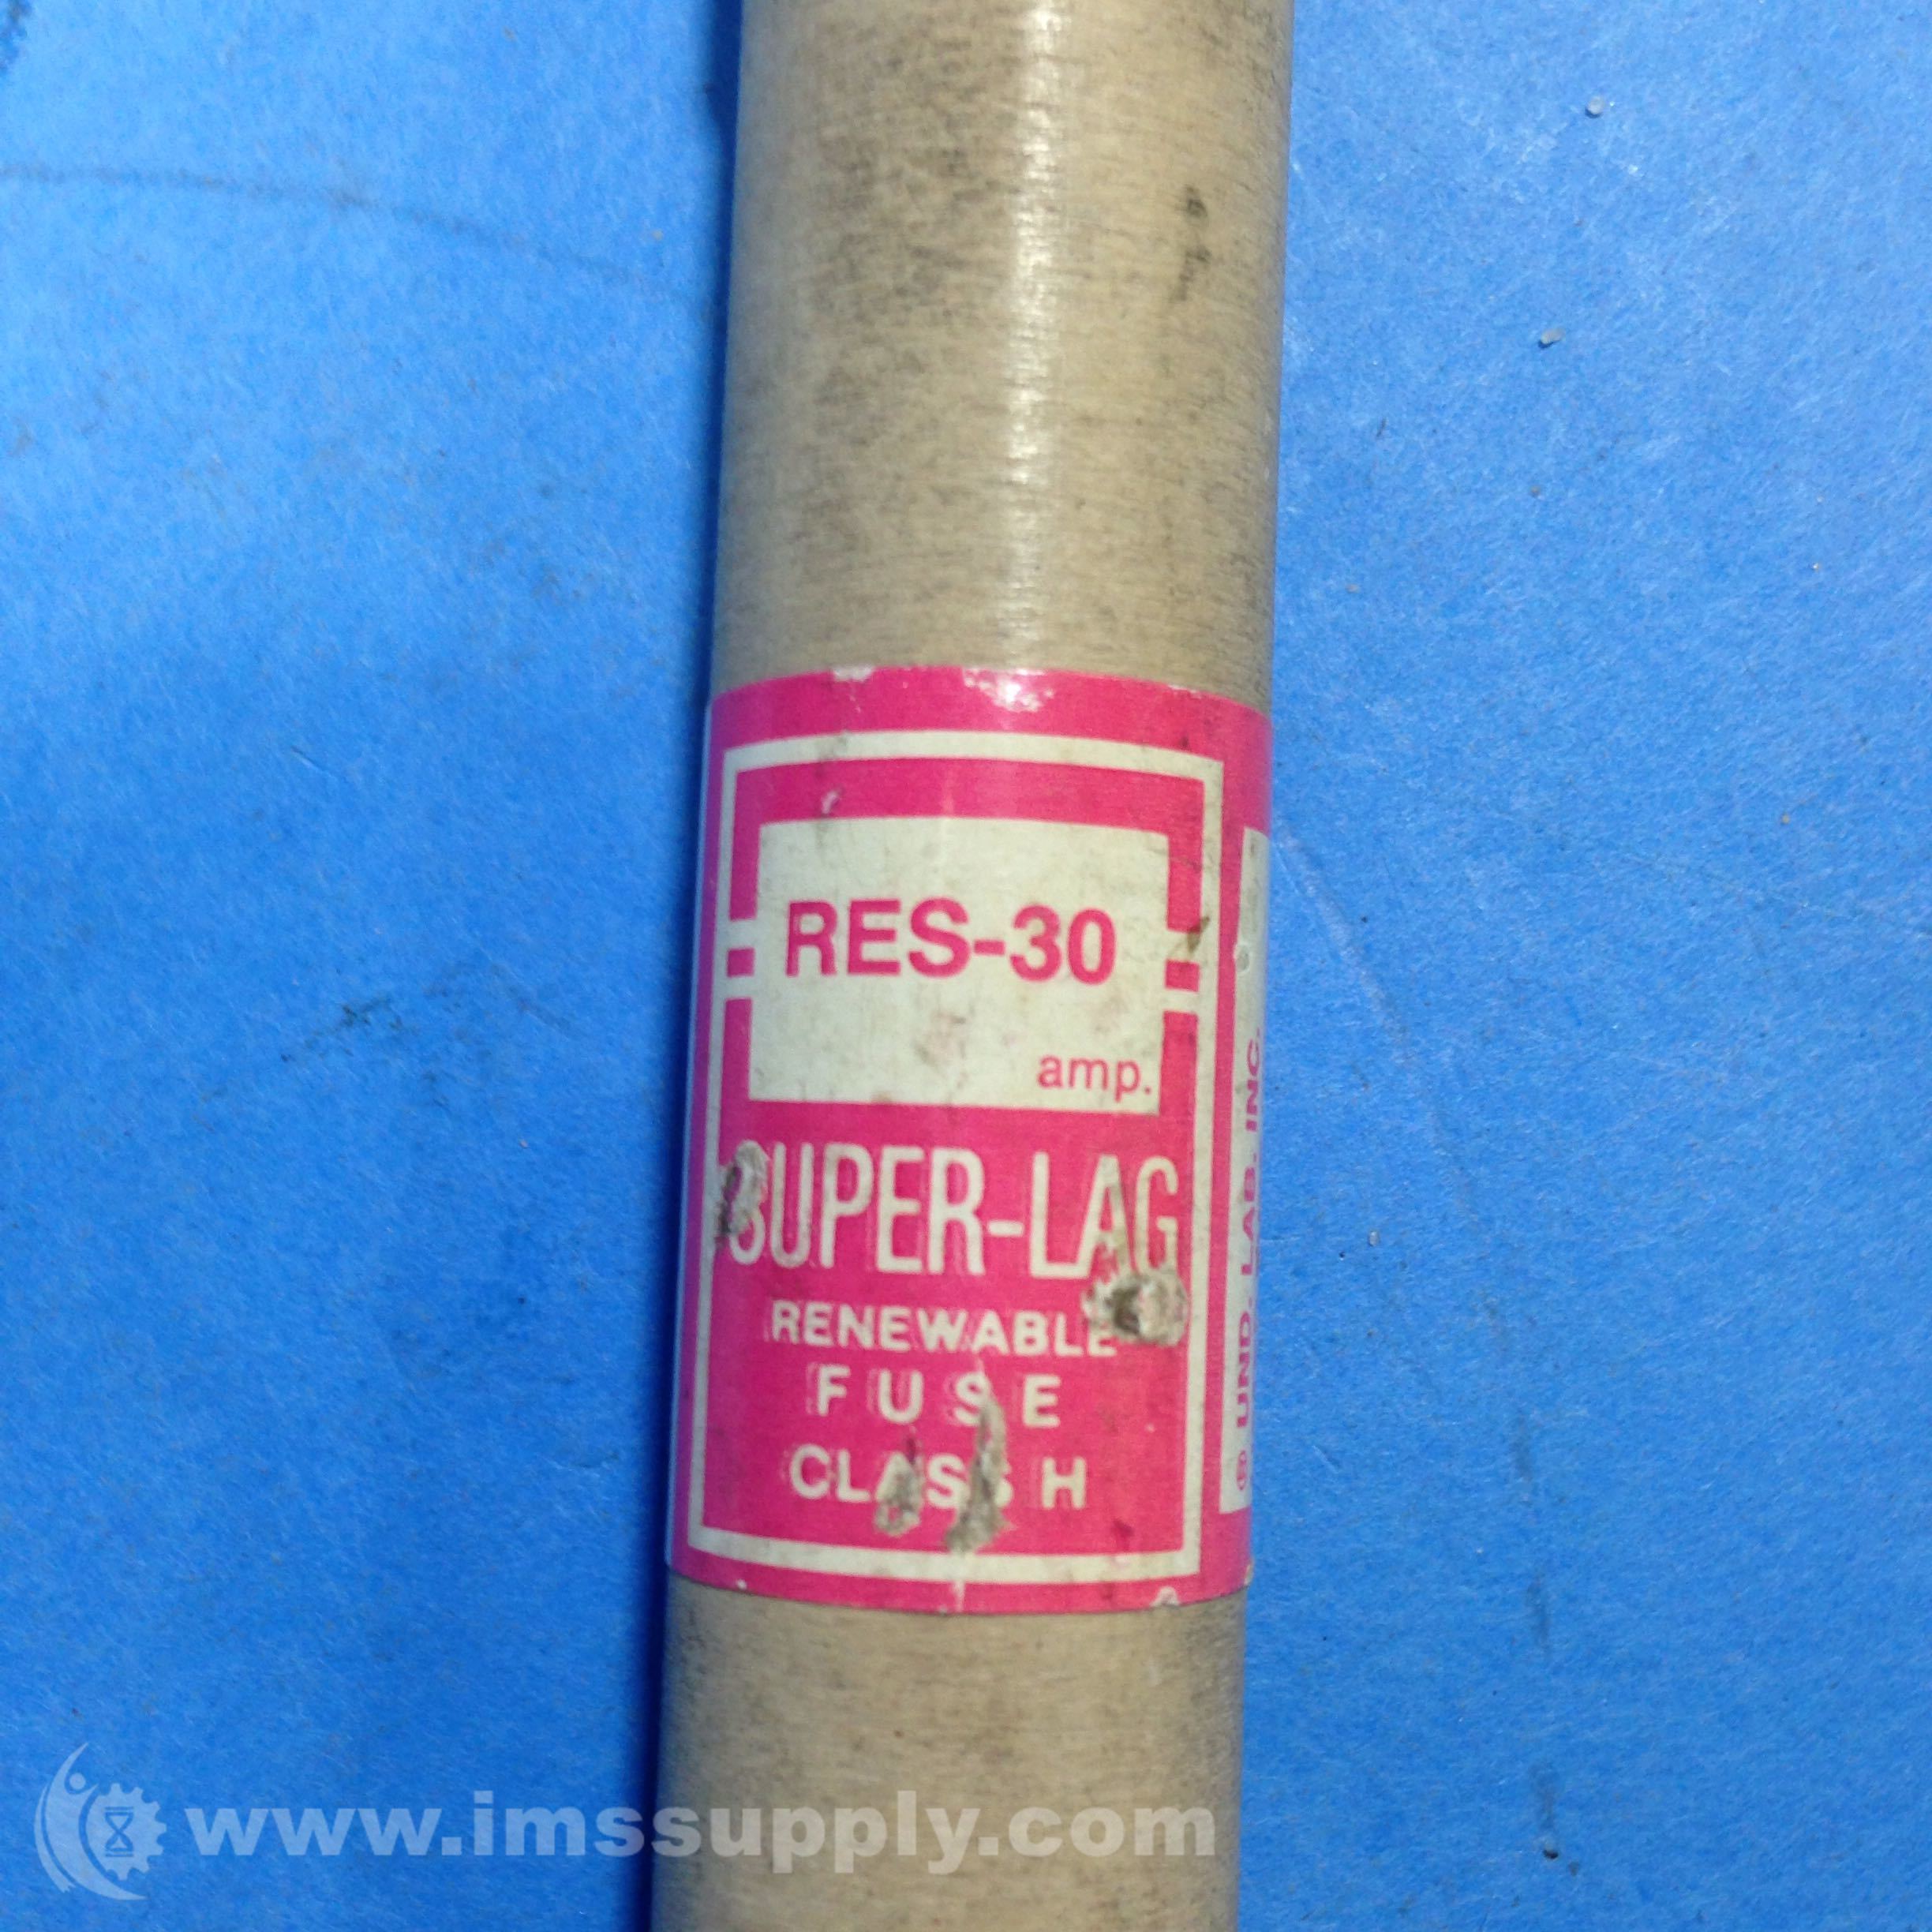 RES-30
amp.
SUPER-LAG
RENEWABLE
FUSE
CLASS H
UND. LAB. INC.
www.imssupply.com